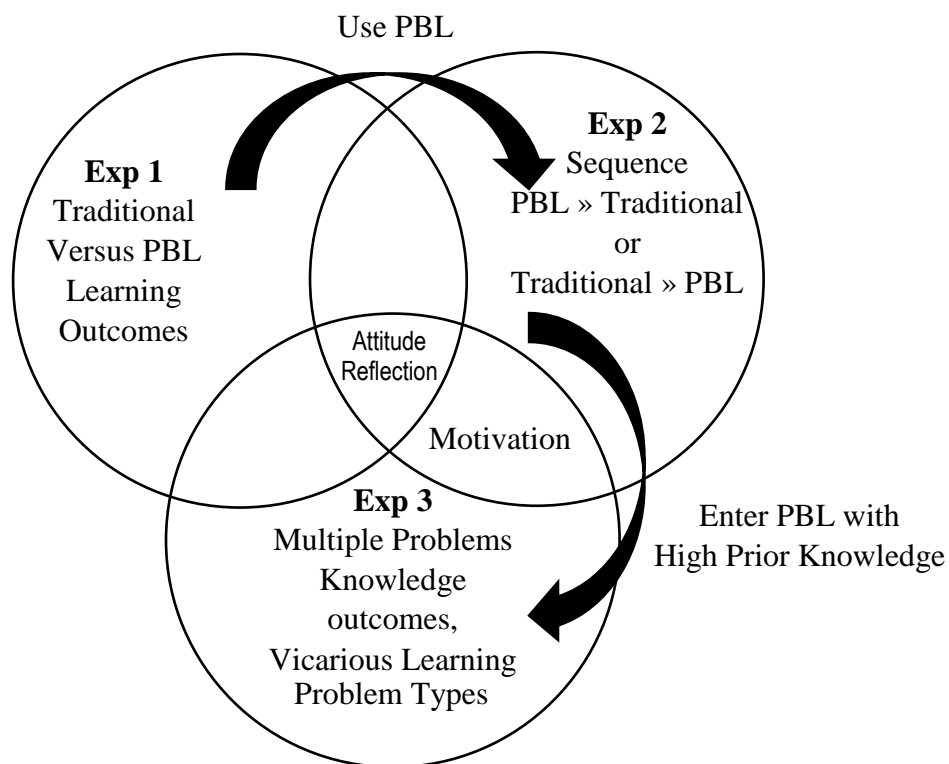 Use PBL
Exp 1
Traditional
Versus PBL
Learning
Outcomes
Exp 2
Sequence
PBL » Traditional
or
Traditional » PBL
Attitude
Reflection
Motivation
Exp 3
Multiple Problems
Knowledge
outcomes,
Vicarious Learning
Problem Types
Enter PBL with
High Prior Knowledge